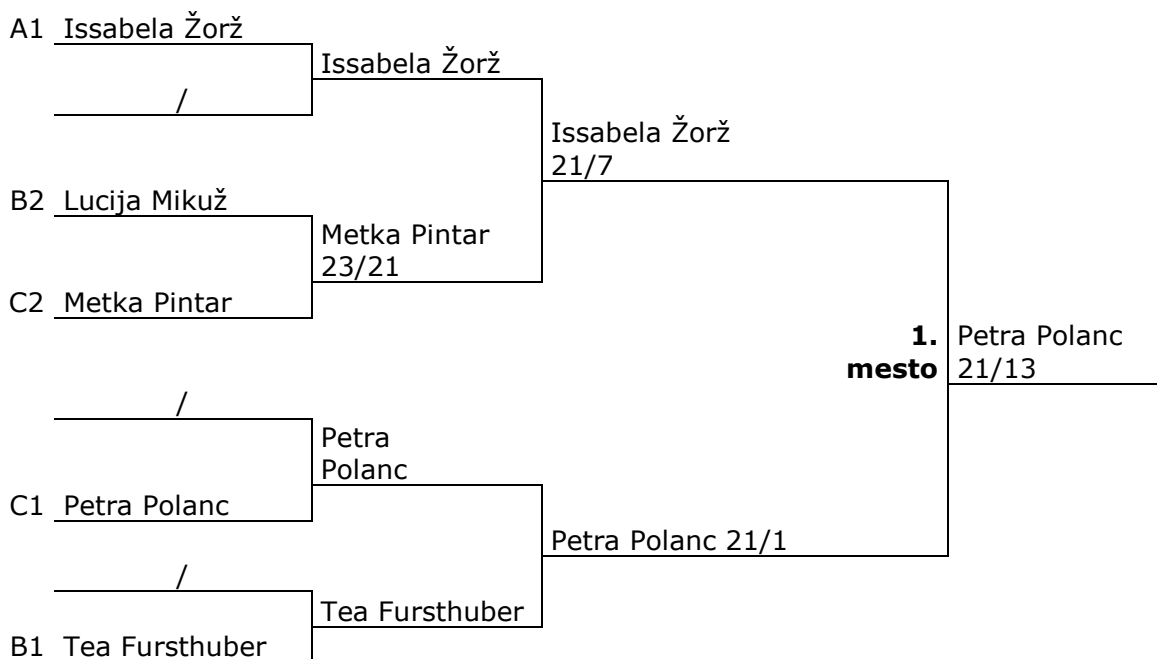 A1 Issabela Žorž
Issabela Žorž
/
Issabela Žorž
21/7
B2 Lucija Mikuž
Metka Pintar
23/21
C2 Metka Pintar
1. mesto
Petra Polanc
21/13
/
Petra
Polanc
C1 Petra Polanc
Petra Polanc 21/1
/
Tea Fursthuber
B1 Tea Fursthuber